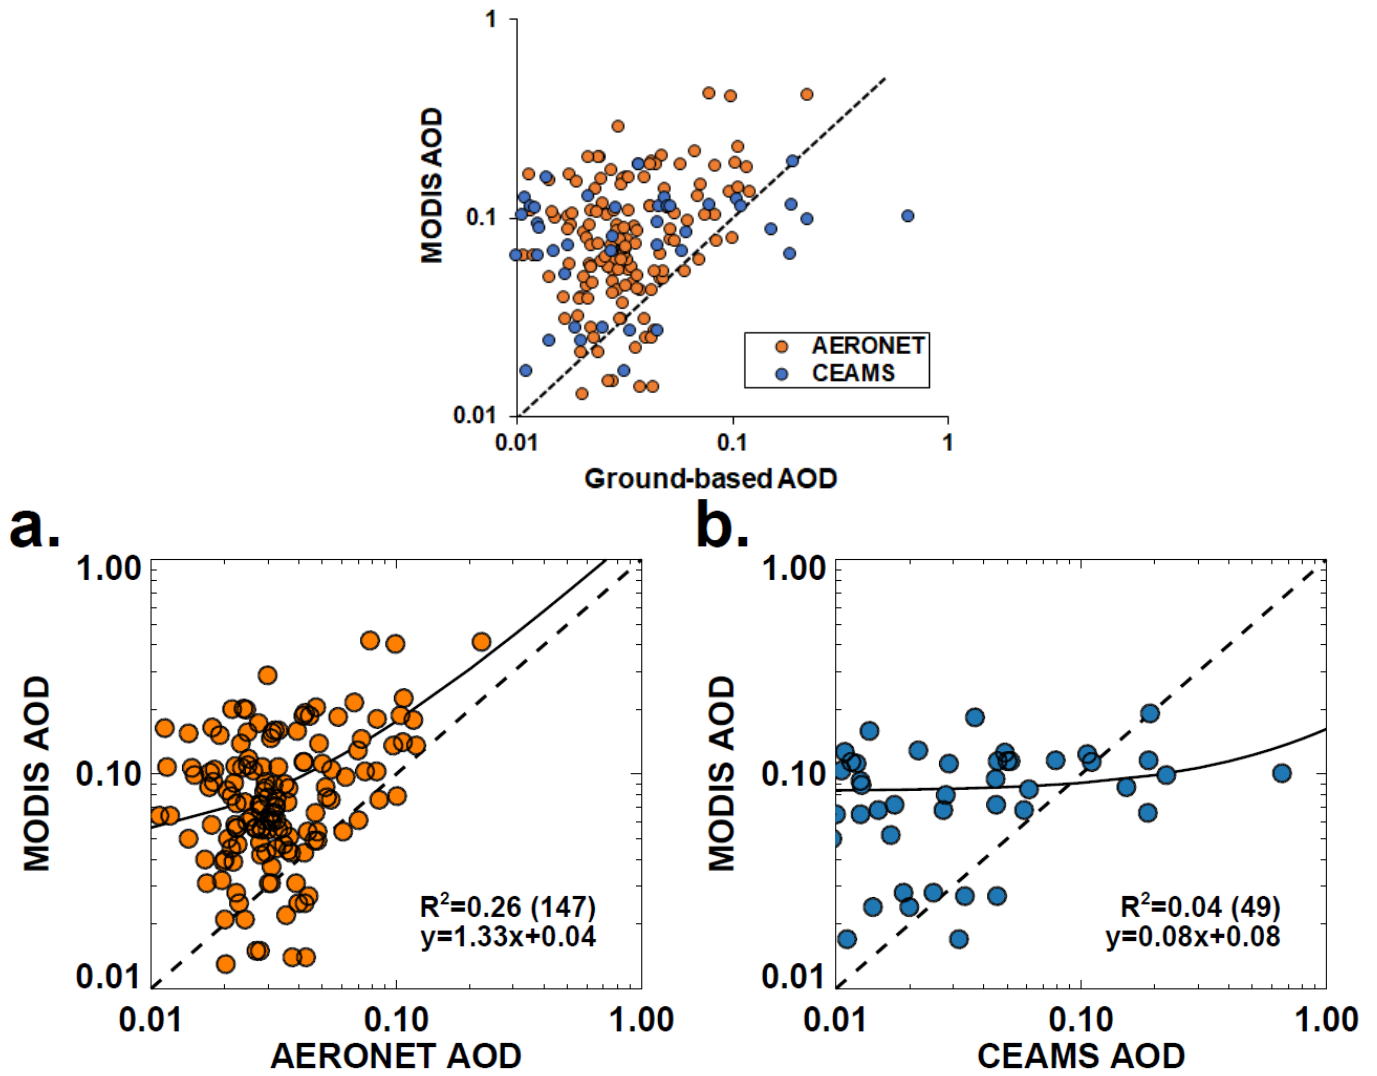 1
0.1
0.01
MODIS AOD
AERONET
CEAMS
0.01 0.1 1
Ground-based AOD
a.
1.00
0.10
0.01
MODIS AOD
R²=0.26 (147)
y=1.33x+0.04
0.01 0.10 1.00
AERONET AOD
b.
1.00
0.10
0.01
MODIS AOD
R²=0.04 (49)
y=0.08x+0.08
0.01 0.10 1.00
CEAMS AOD